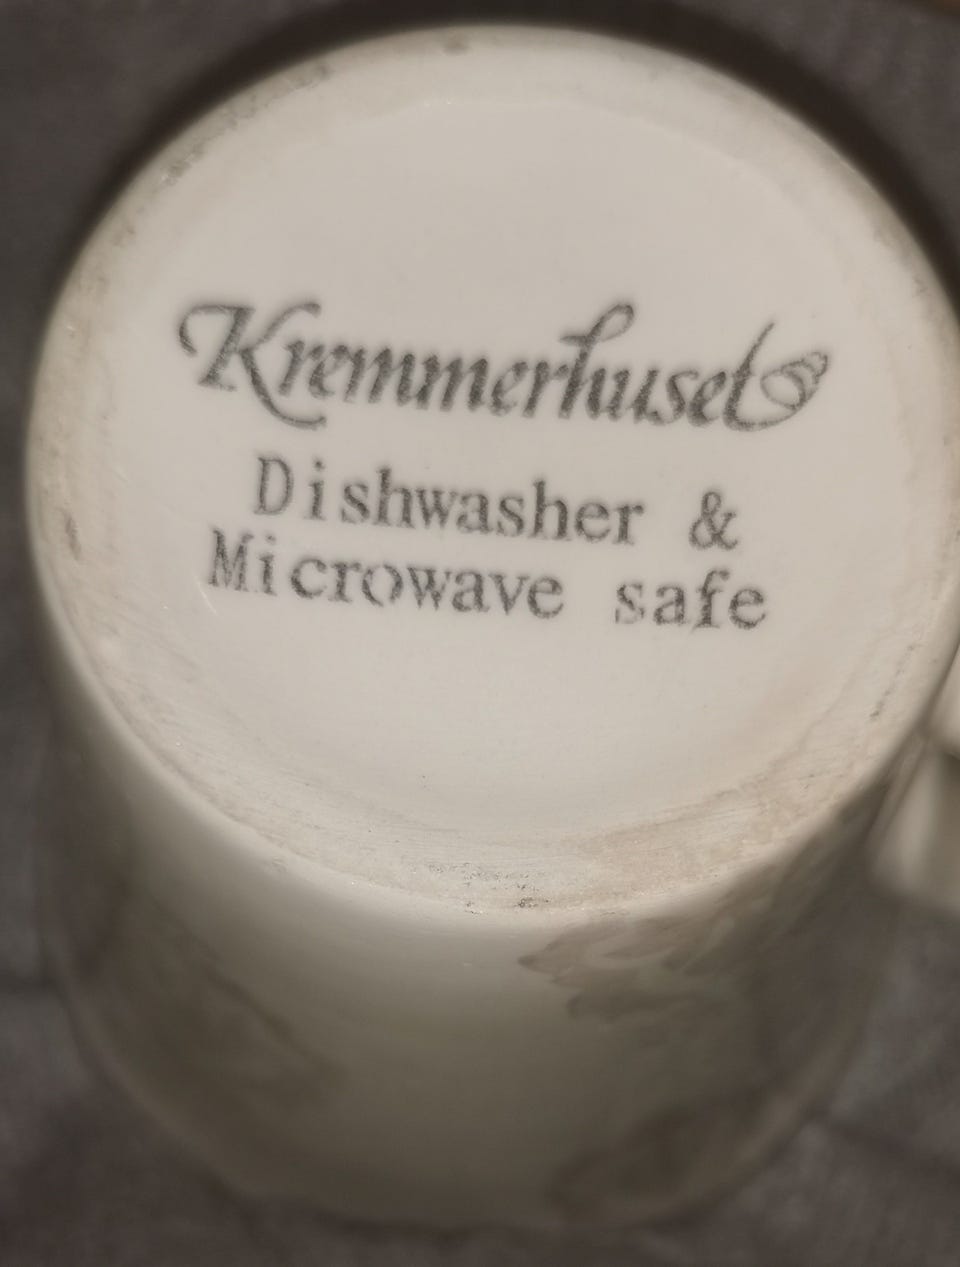 Kremmerhuset
Dishwasher &
Microwave safe